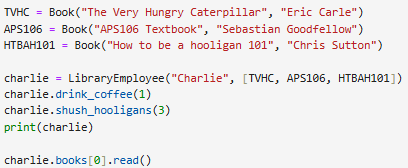 TVHC = Book("The Very Hungry Caterpillar", "Eric Carle")
APS106 = Book("APS106 Textbook", "Sebastian Goodfellow")
HTBAH101 = Book("How to be a hooligan 101", "Chris Sutton")
charlie = LibraryEmployee("Charlie", [TVHC, APS106, HTBAH101])
charlie.drink_coffee(1)
charlie.shush_hooligans(3)
print(charlie)
charlie.books[0].read()